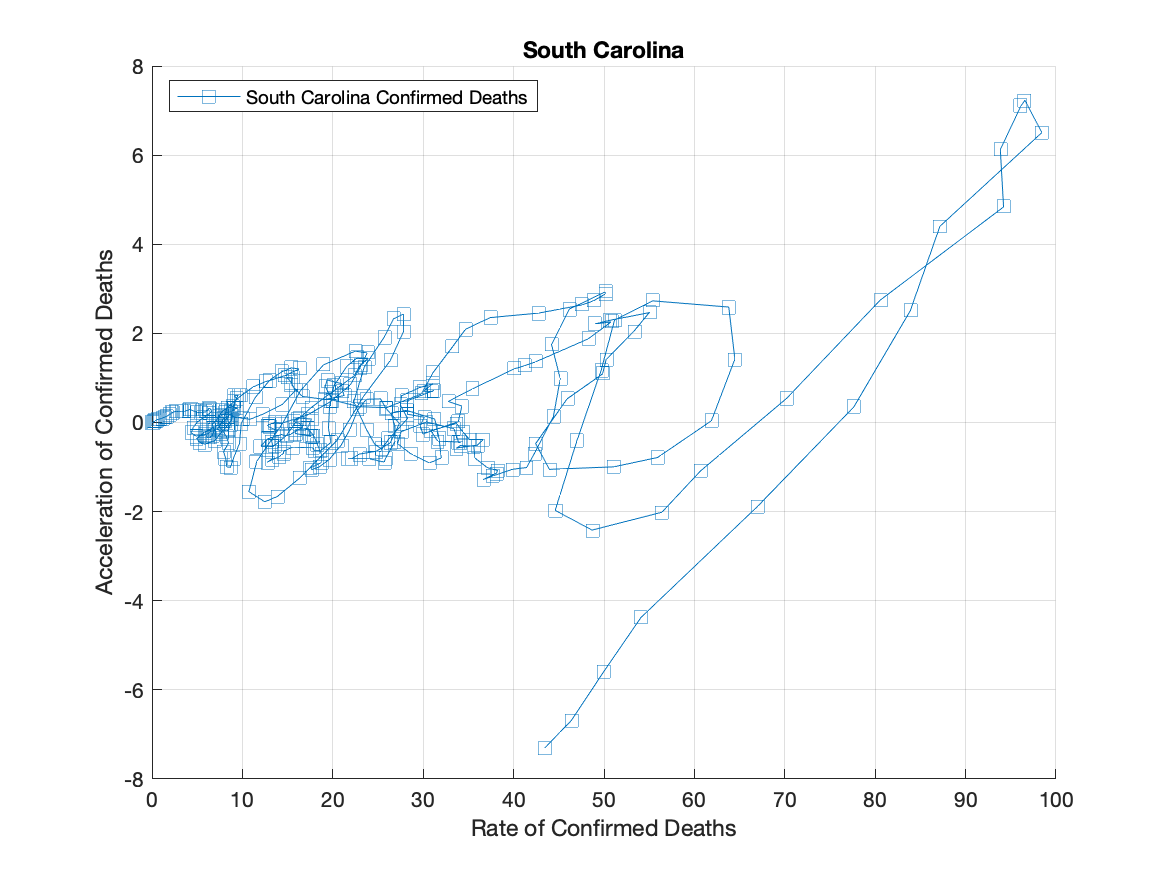 South Carolina
South Carolina Confirmed Deaths
8
6
4
2
0
-2
-4
-6
-8
Acceleration of Confirmed Deaths
0 10 20 30 40 50 60 70 80 90 100
Rate of Confirmed Deaths